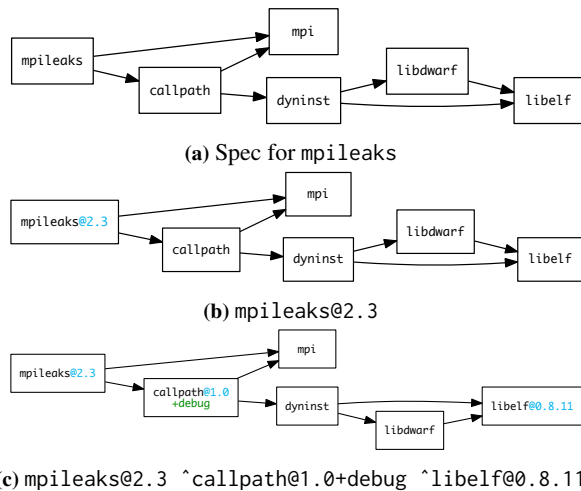 mpi
mpileaks
libdwarf
callpath
dyninst
libelf
(a) Spec for mpileaks
mpi
mpileaks@2.3
libdwarf
callpath
dyninst
libelf
(b) mpileaks@2.3
mpi
mpileaks@2.3
callpath@1.0
+debug
dyninst
libelf@0.8.11
libdwarf
(c) mpileaks@2.3 ^callpath@1.0+debug ^libelf@0.8.11